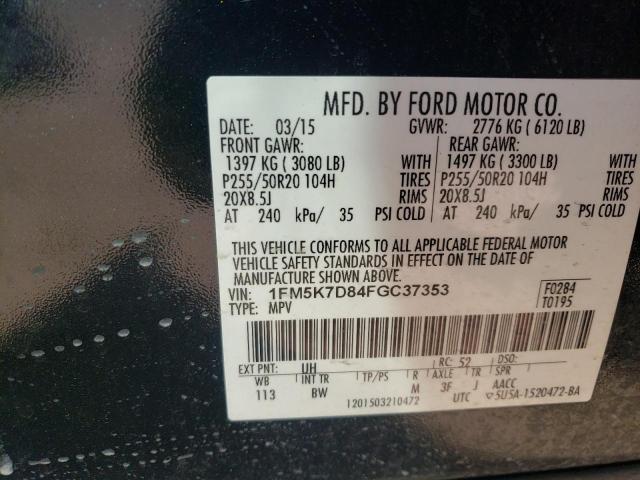 MFD. BY FORD MOTOR CO.
DATE: 03/15 GVWR: 2776 KG ( 6120 LB)
FRONT GAWR: REAR GAWR:
1397 KG ( 3080 LB) WITH 1497 KG ( 3300 LB) WITH
P255/50R20 104H TIRES P255/50R20 104H TIRES
20X8.5J RIMS 20X8.5J RIMS
AT 240 kPa/ 35 PSI COLD AT 240 kPa/ 35 PSI COLD
THIS VEHICLE CONFORMS TO ALL APPLICABLE FEDERAL MOTOR
VEHICLE SAFETY STANDARDS IN EFFECT ON THE DATE OF
MANUFACTURE SHOWN ABOVE.
VIN: 1FM5K7D84FGC37353 F0284
TYPE: MPV T0195
EXT PNT: UH RC: 52 DSO:
WB INT TR TP/PS R AXLE TR SPR
113 BW M 3F J AACC
1201503210472 UTC ▽5U5A-1520472-BA